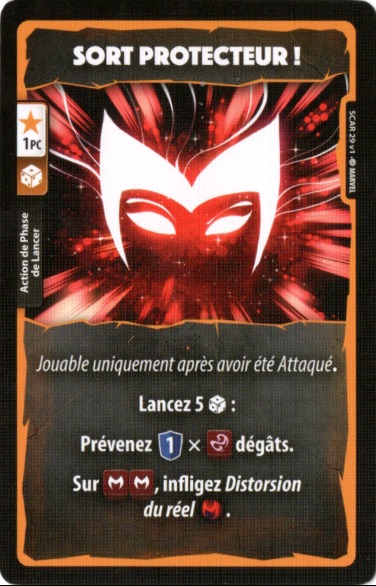 SORT PROTECTEUR !
1PC
Action de Phase
de Lancer
SCAR 29 v1 - © MARVEL
Jouable uniquement après avoir été Attaqué.
Lancez 5 :
Prévenez 1 × dégâts.
Sur , infligez Distorsion
du réel .